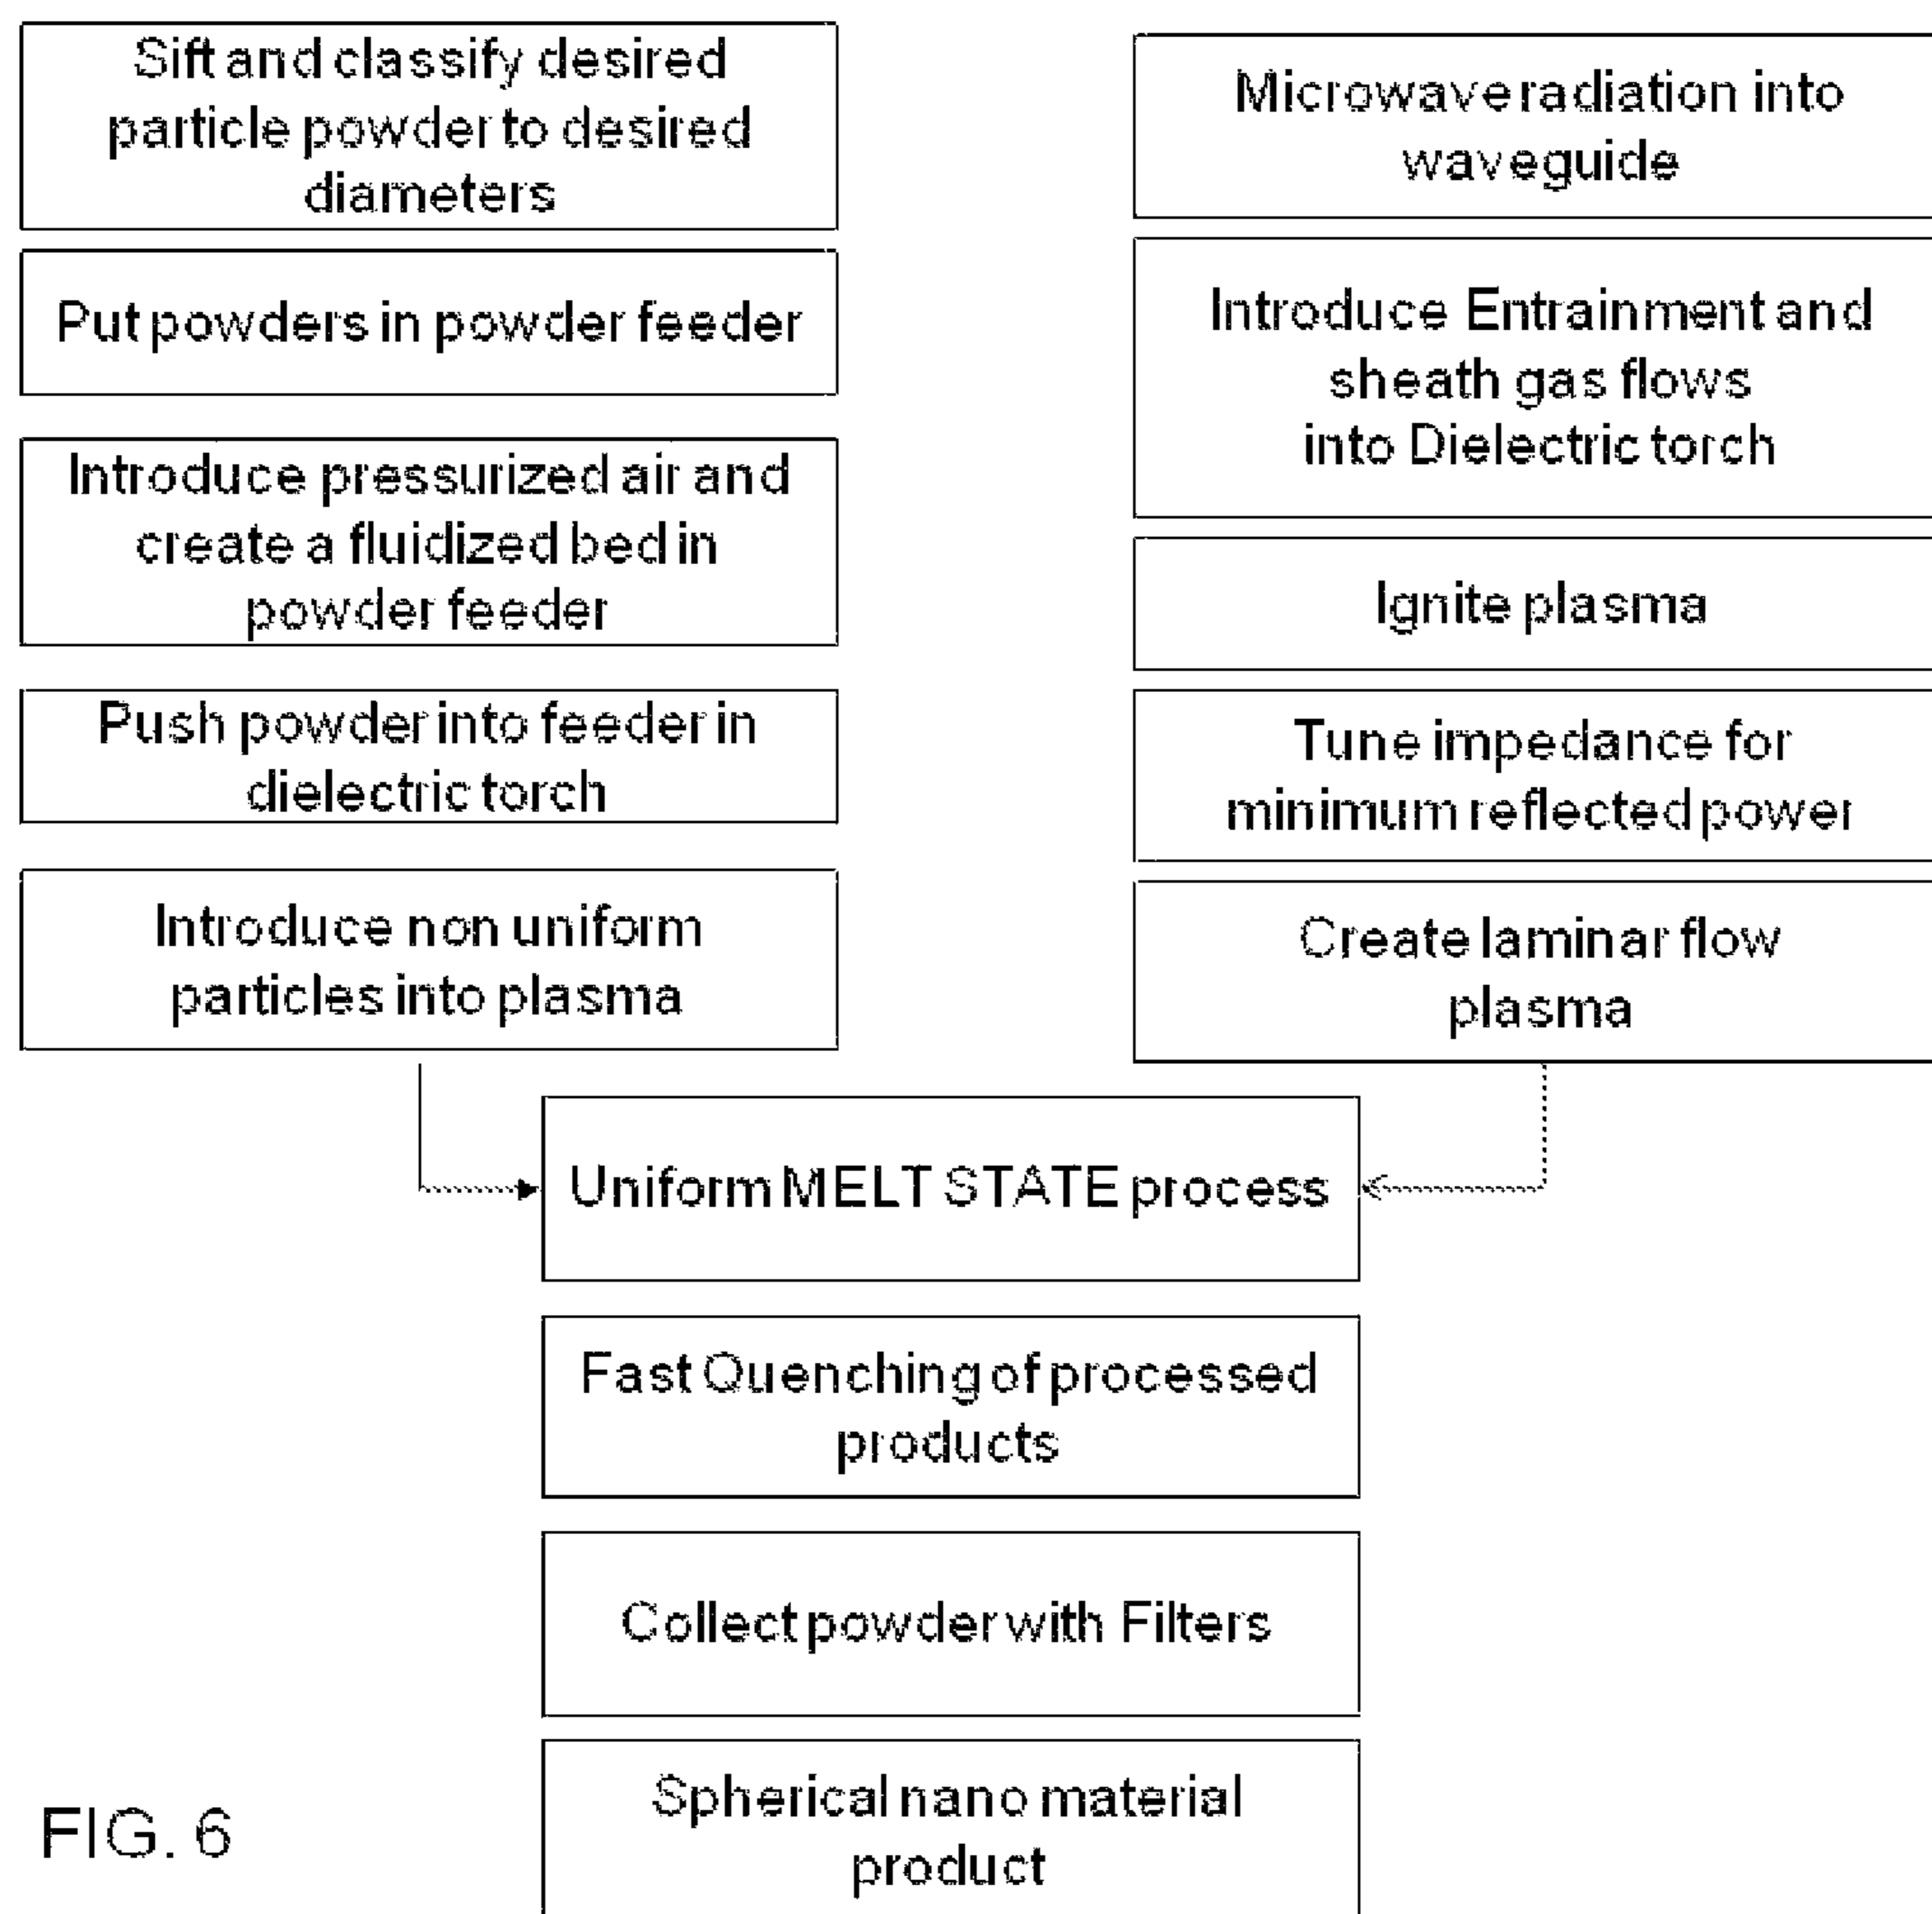 Sift and classify desired
particle powder to desired
diameters
Put powders in powder feeder
Introduce pressurized air and
create a fluidized bed in
powder feeder
Push powder into feeder in
dielectric torch
Introduce non uniform
particles into plasma
Microwave radiation into
waveguide
Introduce Entrainment and
sheath gas flows
into Dielectric torch
Ignite plasma
Tune impedance for
minimum reflected power
Create laminar flow
plasma
Uniform MELT STATE process
Fast Quenching of processed
products
Collect powder with Filters
Spherical nano material
product
FIG. 6